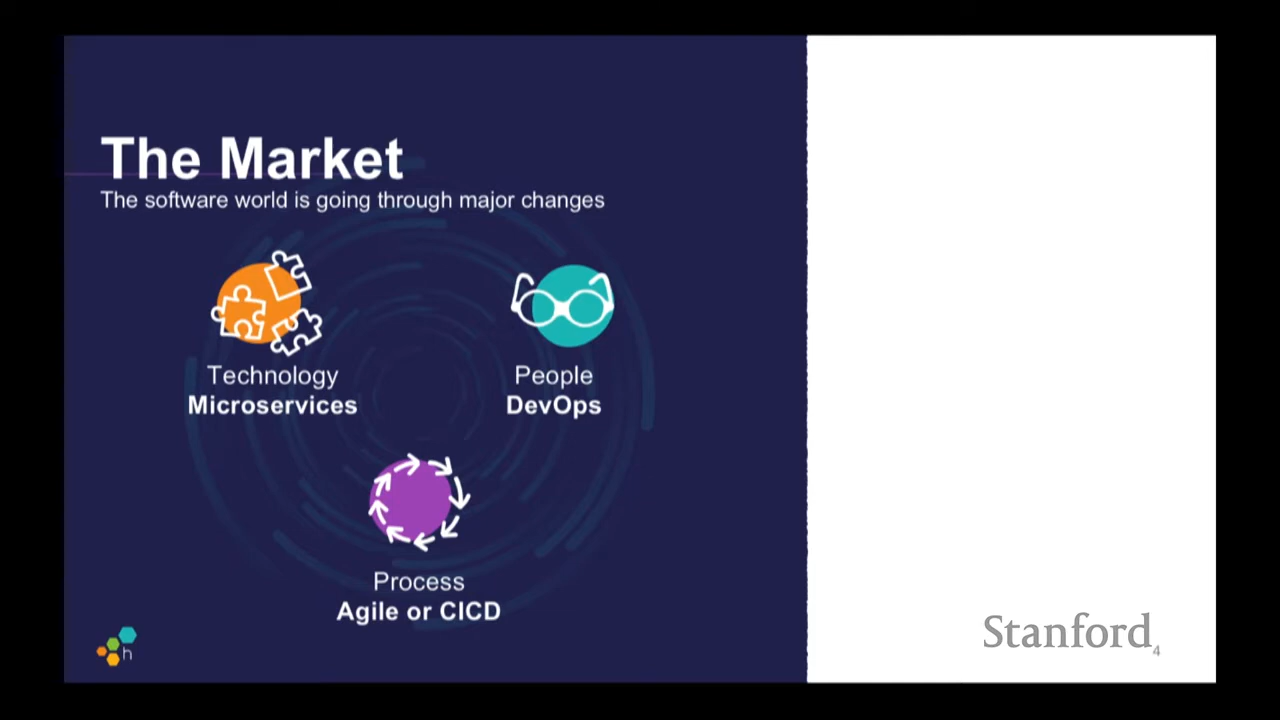 The Market
The software world is going through major changes
Technology
Microservices
People
DevOps
Process
Agile or CICD
h
Stanford
4